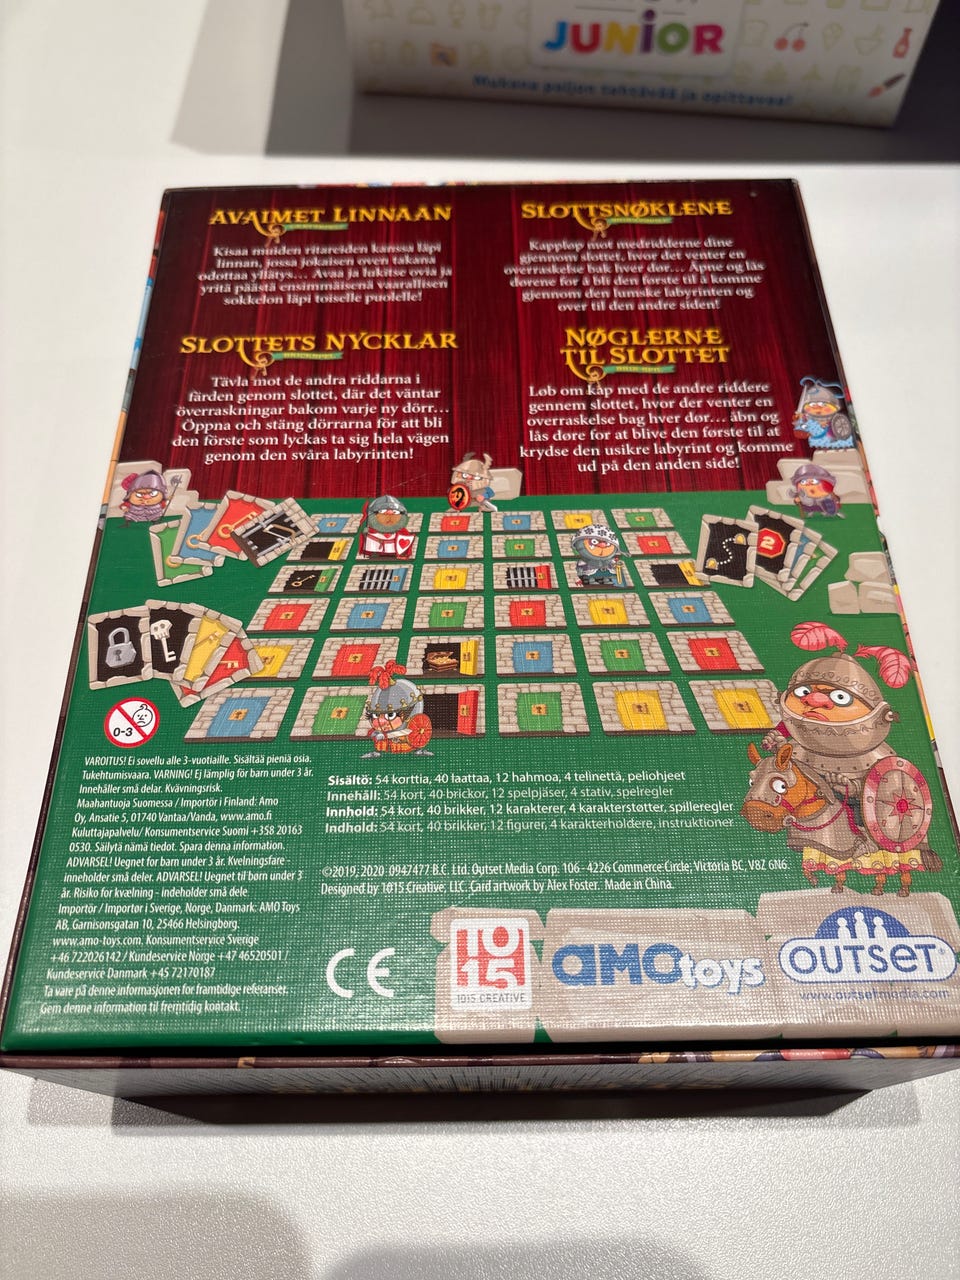 JUNIOR
Mukana paljon tehtävää ja opittavaa!
AVAIMET LINNAAN
Kisaa muiden ritareiden kanssa läpi
linnan, jossa jokaisen oven takana
odottaa yllätys... Avaa ja lukitse ovia ja
yritä päästä ensimmäisenä vaarallisen
sokkelon läpi toiselle puolelle!
SLOTTSNØKLENE
Kappløp mot medridderne dine
gjennom slottet, hvor det venter en
overraskelse bak hver dør... Åpne og lås
dørene for å bli den første til å komme
gjennom den lumske labyrinten og
over til den andre siden!
SLOTTETS NYCKLAR
BRICKSPEL
Tävla mot de andra riddarna i
färden genom slottet, där det väntar
överraskningar bakom varje ny dörr...
Öppna och stäng dörrarna för att bli
den förste som lyckas ta sig hela vägen
genom den svåra labyrinten!
NØGLERNE
TIL SLOTTET
Løb om kap med de andre riddere
gennem slottet, hvor der venter en
overraskelse bag hver dør... åbn og
lås døre for at blive den første til at
krydse den usikre labyrint og komme
ud på den anden side!
2
0-3
VAROITUS! Ei sovellu alle 3-vuotiaille. Sisältää pieniä osia.
Tukehtumisvaara. VARNING! Ej lämplig för barn under 3 år.
Innehåller små delar. Kvävningsrisk.
Maahantuoja Suomessa / Importör i Finland: Amo
Oy, Ansatie 5, 01740 Vantaa/Vanda, www.amo.fi
Kuluttajapalvelu/ Konsumentservice Suomi +358 20163
0530. Säilytä nämä tiedot. Spara denna information.
ADVARSEL! Uegnet for barn under 3 år. Kvelningsfare -
inneholder små deler. ADVARSEL! Uegnet til børn under 3
år. Risiko for kvælning - indeholder små dele
Importör / Importør i Sverige, Norge, Danmark: AMO Toys
AB, Garnisonsgatan 10, 25466 Helsingborg.
www.amo-toys.com. Konsumentservice Sverige
+46 722026142 / Kundeservice Norge +47 46520501 /
Kundeservice Danmark +45 72170187
Ta vare på denne informasjonen for framtidige referanser.
Gem denne information til fremtidig kontakt.
Sisältö: 54 korttia, 40 laattaa, 12 hahmoa, 4 telinettä, peliohjeet
Innehåll: 54 kort, 40 brickor, 12 spelpjäser, 4 stativ, spelregler
Innhold: 54 kort, 40 brikker, 12 karakterer, 4 karakterstøtter, spilleregler
Indhold: 54 kort, 40 brikker, 12 figurer, 4 karakterholdere, instruktioner
©2019, 2020 0947477 B.C. Ltd. Outset Media Corp. 106 - 4226 Commerce Circle, Victoria BC, V8Z 6N6
Designed by 1015 Creative, LLC. Card artwork by Alex Foster. Made in China.
CE
1015
1015 CREATIVE
AMOtoys
OUTSET
www.outsetmedia.com